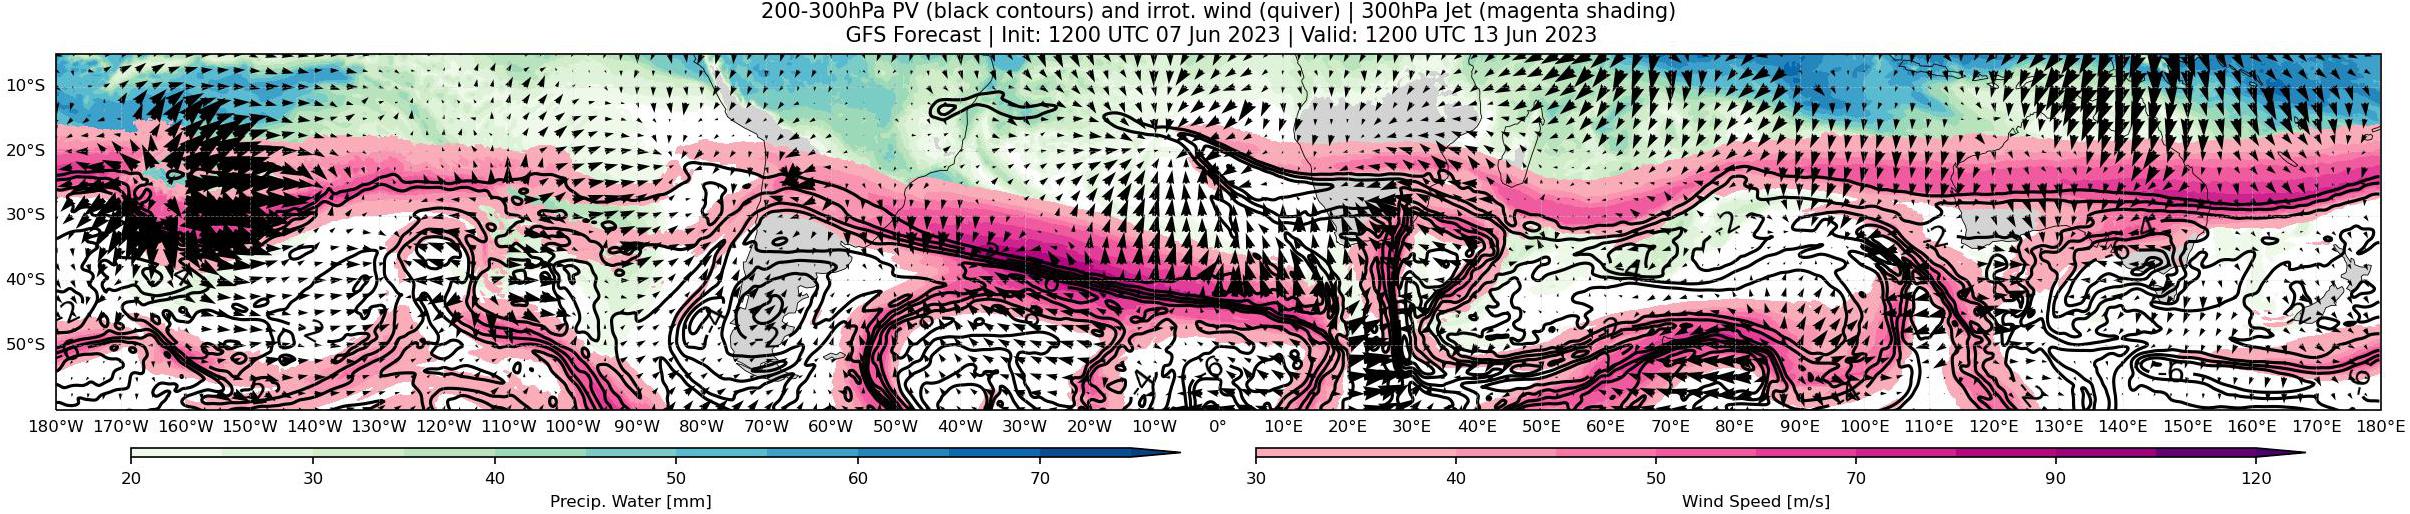 200-300hPa PV (black contours) and irrot. wind (quiver) | 300hPa Jet (magenta shading)
GFS Forecast | Init: 1200 UTC 07 Jun 2023 | Valid: 1200 UTC 13 Jun 2023
10°S
20°S
30°S
40°S
50°S
180°W 170°W 160°W 150°W 140°W 130°W 120°W 110°W 100°W 90°W 80°W 70°W 60°W 50°W 40°W 30°W 20°W 10°W 0° 10°E 20°E 30°E 40°E 50°E 60°E 70°E 80°E 90°E 100°E 110°E 120°E 130°E 140°E 150°E 160°E 170°E 180°E
20 30 40 50 60 70
Precip. Water [mm]
30 40 50 70 90 120
Wind Speed [m/s]